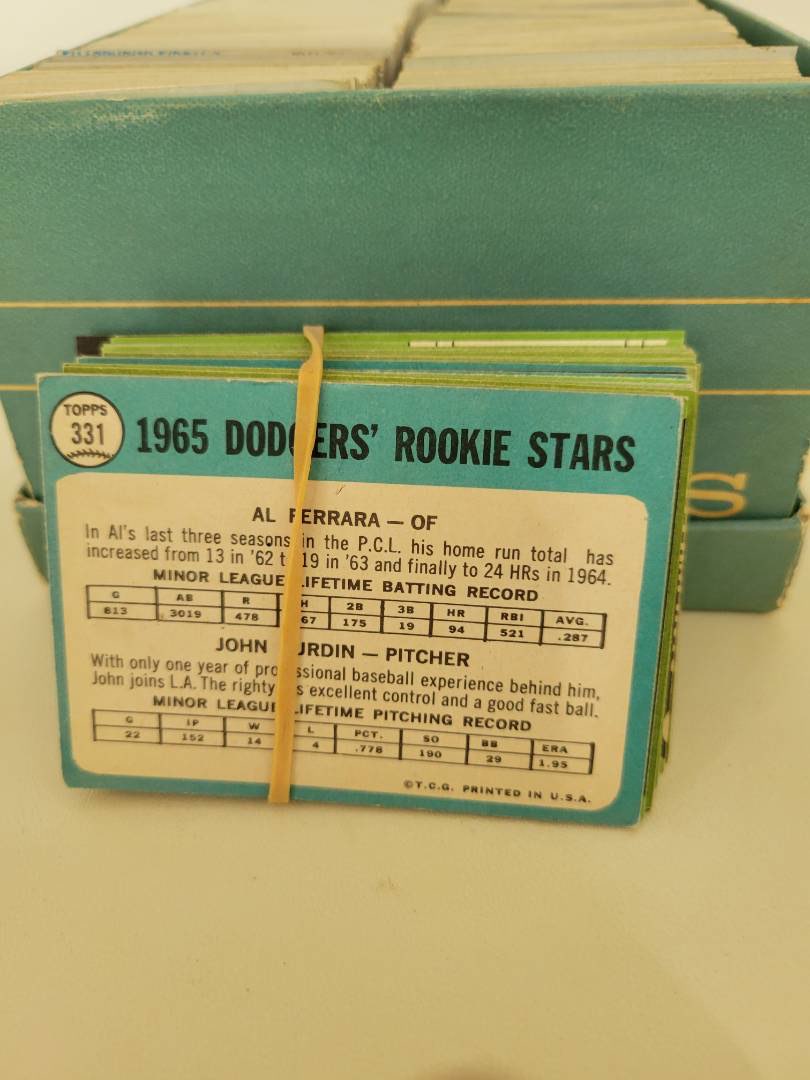 TOPPS
331
1965 DOD ERS' ROOKIE STARS
AL ERRARA — OF
In Al's last three seasons in the P.C.L. his home run total has
increased from 13 in '62 t 19 in '63 and finally to 24 HRs in 1964.
MINOR LEAGUE LIFETIME BATTING RECORD
G AB R H 2B 3B HR RBI AVG.
813 3019 478 67 175 19 94 521 .287
JOHN URDIN — PITCHER
With only one year of pro ssional baseball experience behind him,
John joins L.A. The righty s excellent control and a good fast ball.
MINOR LEAGUE LIFETIME PITCHING RECORD
G IP W L PCT. SO BB ERA
22 152 14 4 .778 190 29 1.95
©T.C.G. PRINTED IN U.S.A.
S